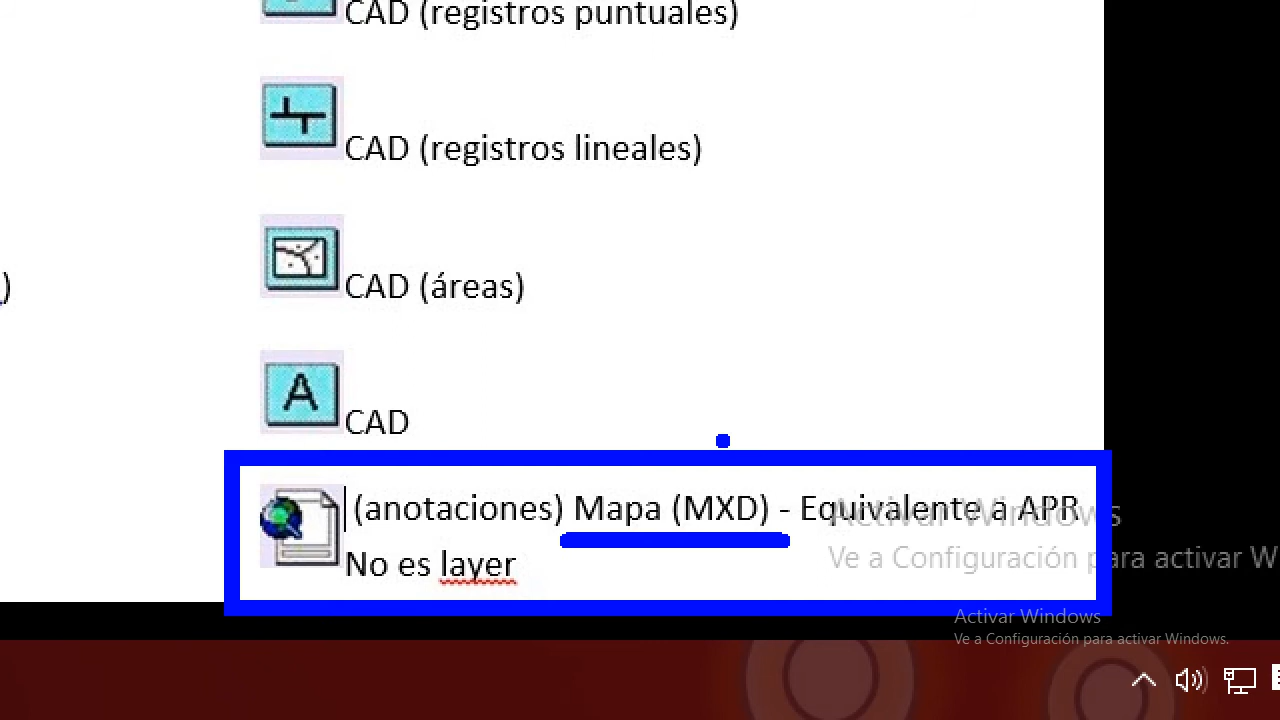 CAD (registros puntuales)
CAD (registros lineales)
)
CAD (áreas)
A
CAD
(anotaciones) Mapa (MXD) - Equivalente a APR
No es layer
Activar Windows
Ve a Configuración para activar W
Activar Windows
Ve a Configuración para activar Windows.